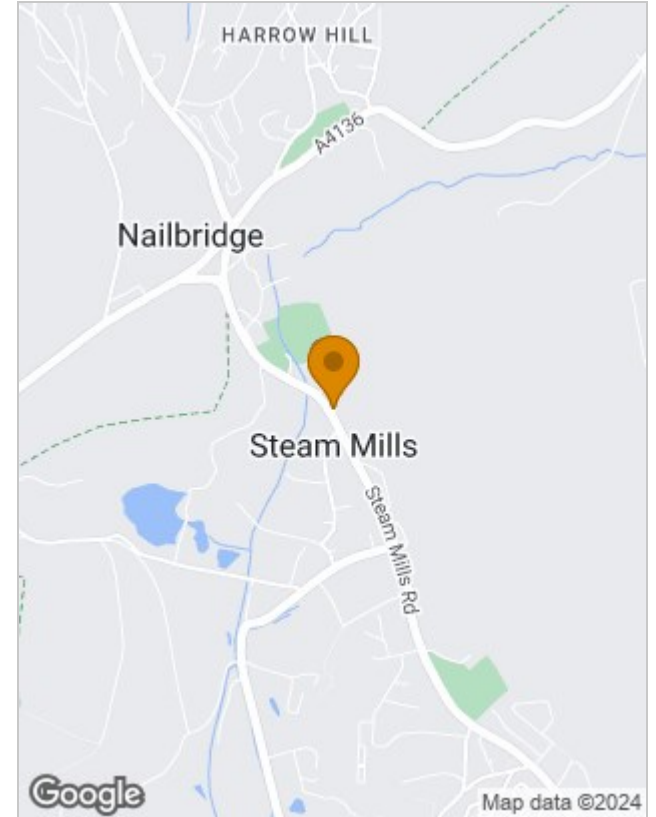 HARROW HILL
A4136
Nailbridge
Steam Mills
Steam Mills Rd
Google
Map data ©2024